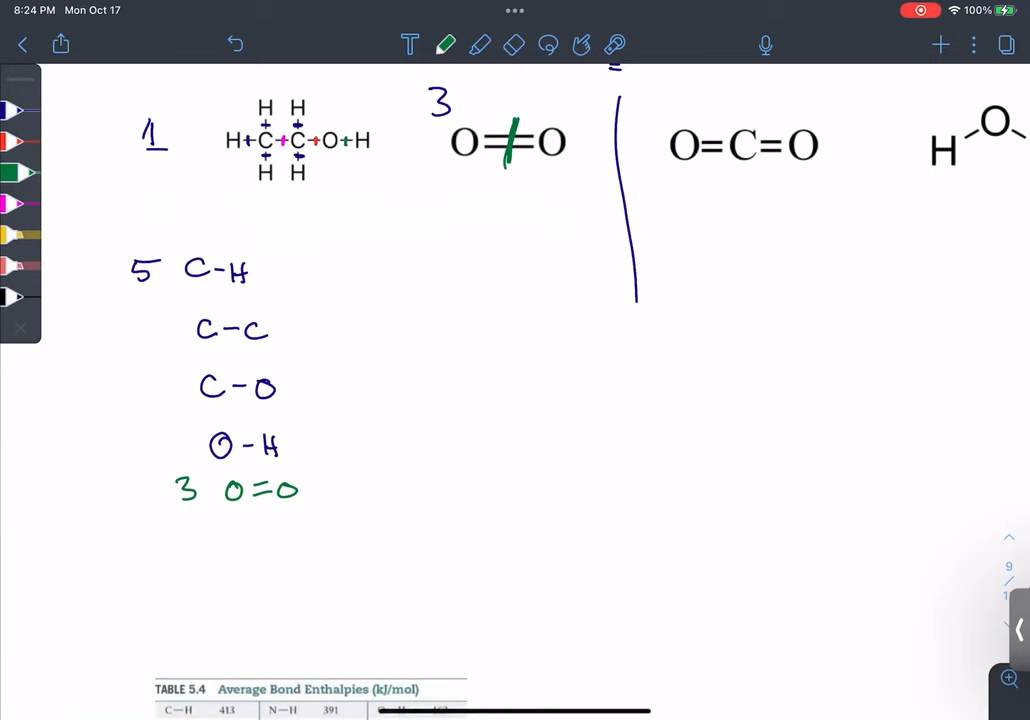 8:24 PM Mon Oct 17
100%
T
=
1
H H
H C C O H
H H
3
O=O
O=C=O
H O
5 C-H
C-C
C-O
O-H
3 O=O
9
/
TABLE 5.4 Average Bond Enthalpies (kJ/mol)
C—H 413 N—H 391